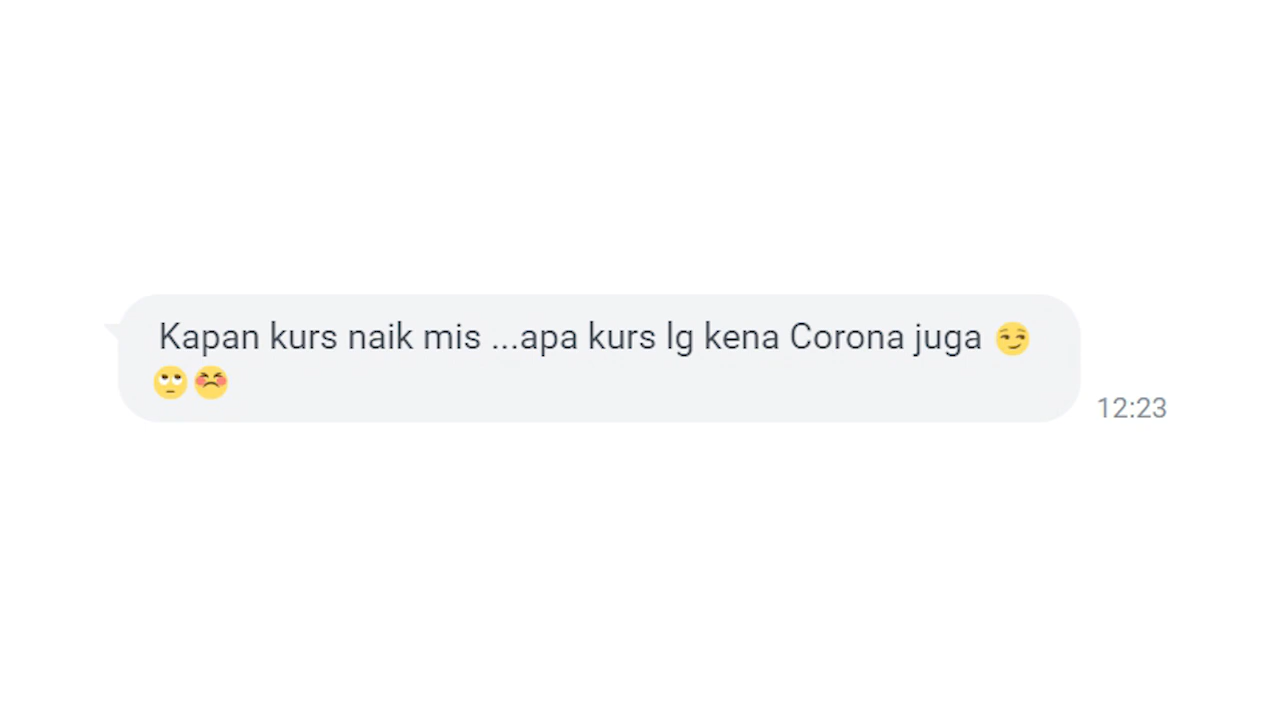 Kapan kurs naik mis ...apa kurs lg kena Corona juga 😏
🙄😣
12:23